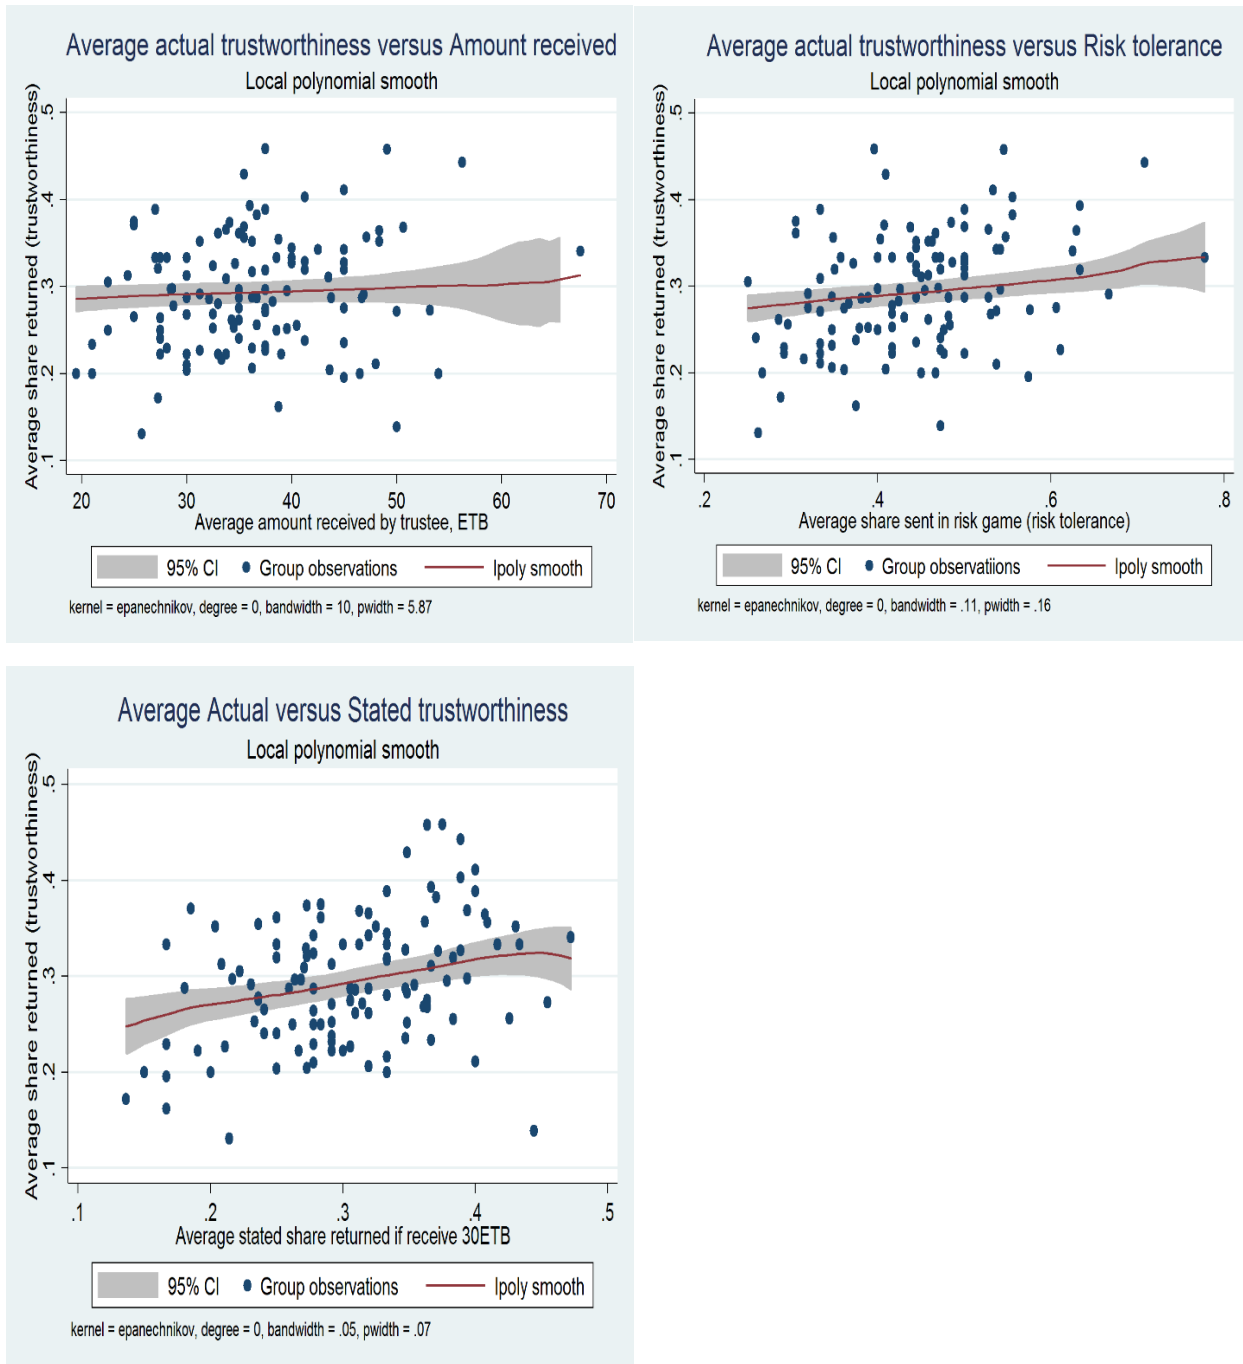 Average actual trustworthiness versus Amount received
Local polynomial smooth
Average share returned (trustworthiness)
.5
.4
.3
.2
.1
20 30 40 50 60 70
Average amount received by trustee, ETB
95% CI Group observations lpoly smooth
kernel = epanechnikov, degree = 0, bandwidth = 10, pwidth = 5.87
Average actual trustworthiness versus Risk tolerance
Local polynomial smooth
Average share returned (trustworthiness)
.5
.4
.3
.2
.1
.2 .4 .6 .8
Average share sent in risk game (risk tolerance)
95% CI Group observations lpoly smooth
kernel = epanechnikov, degree = 0, bandwidth = .11, pwidth = .16
Average Actual versus Stated trustworthiness
Local polynomial smooth
Average share returned (trustworthiness)
.5
.4
.3
.2
.1
.1 .2 .3 .4 .5
Average stated share returned if receive 30ETB
95% CI Group observations lpoly smooth
kernel = epanechnikov, degree = 0, bandwidth = .05, pwidth = .07